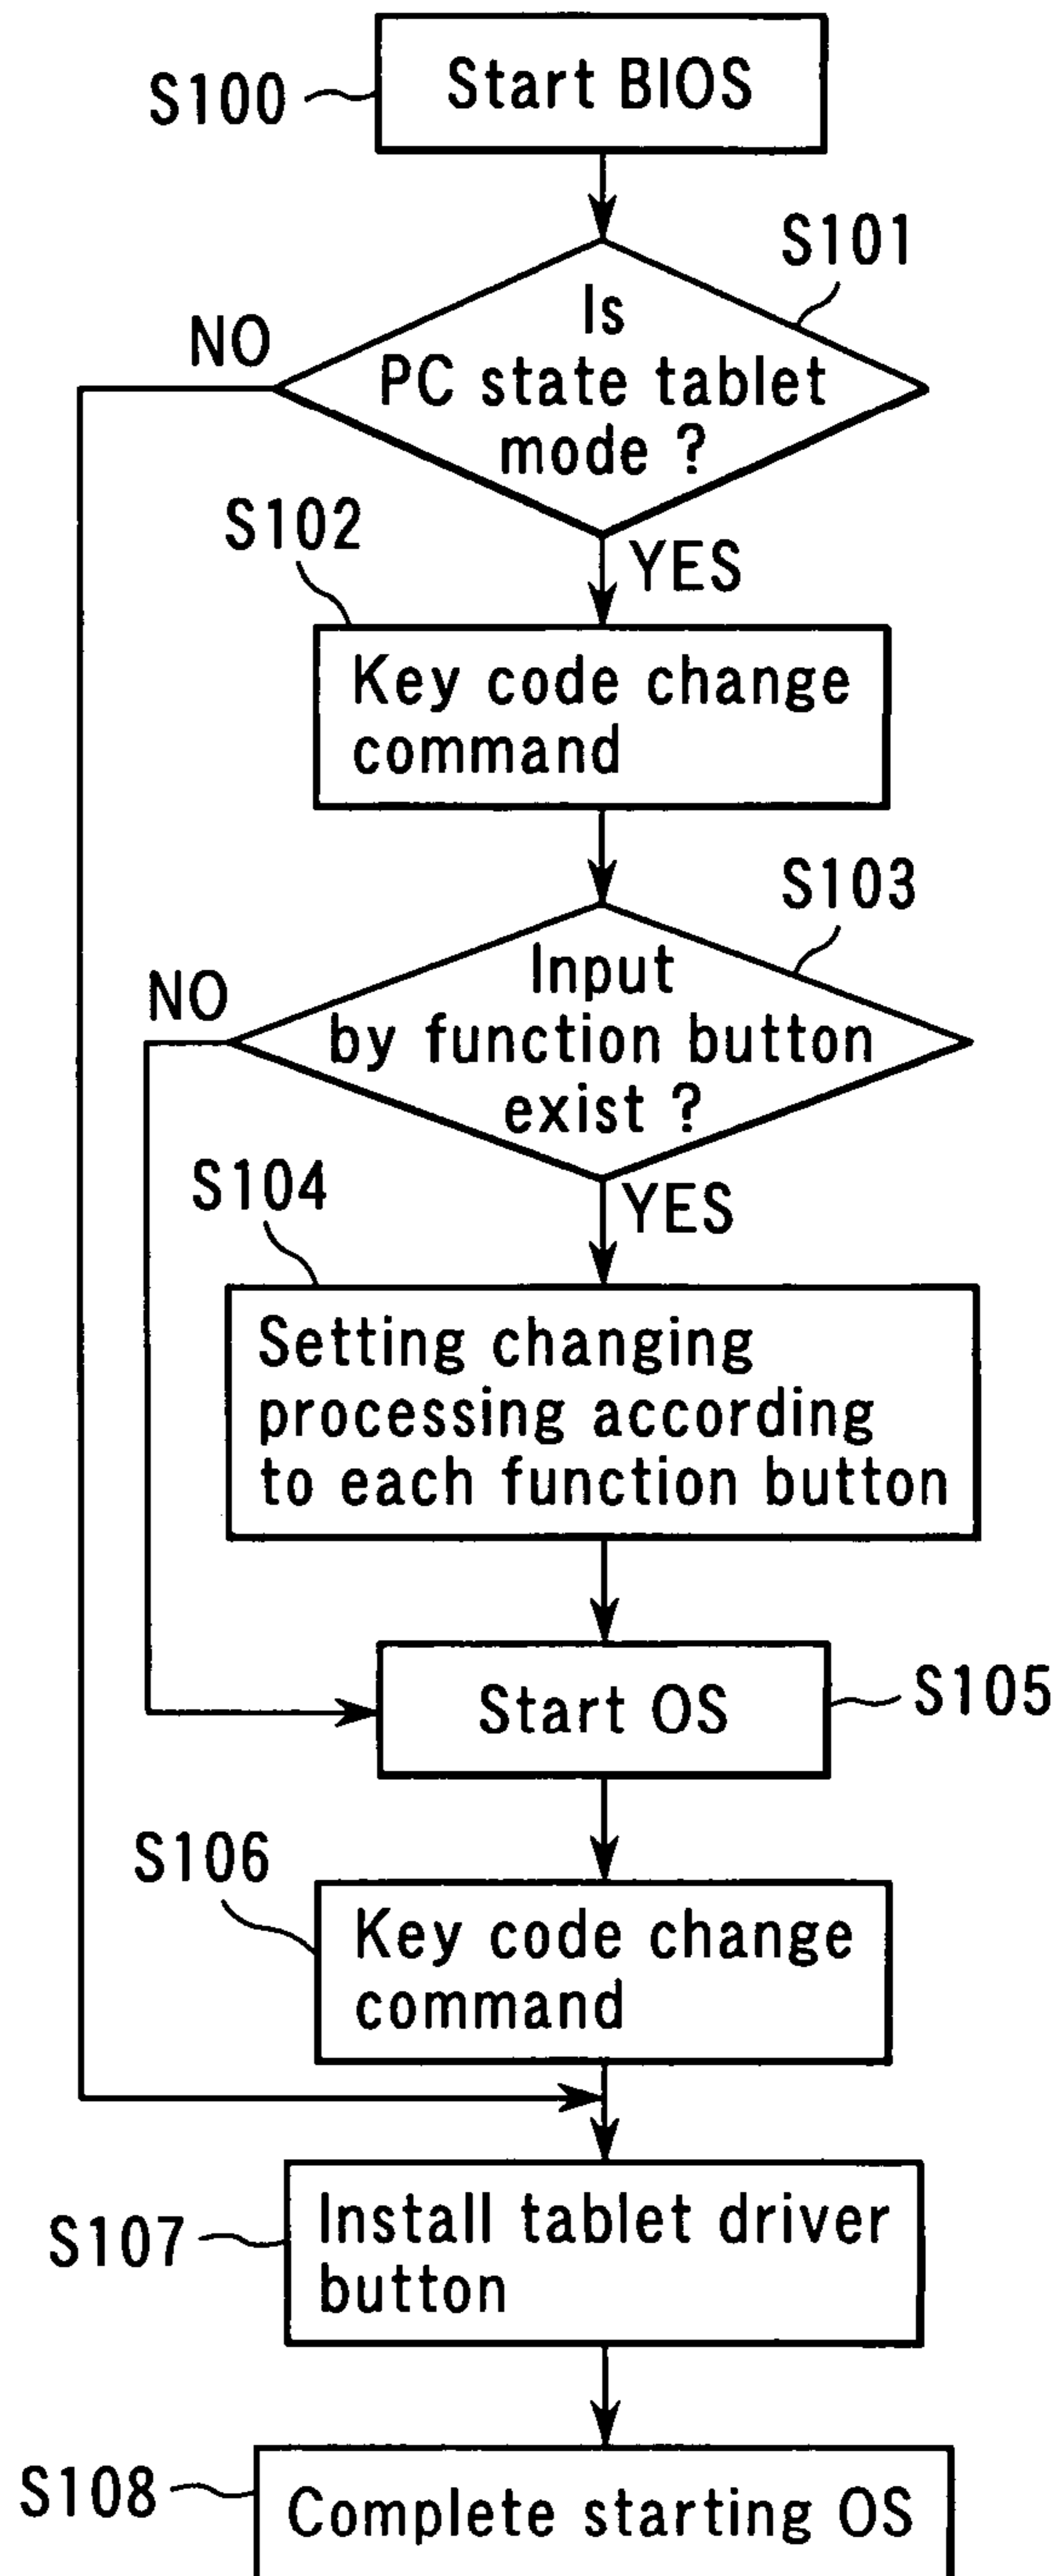 S100
Start BIOS
S101
Is
PC state tablet
mode ?
NO
YES
S102
Key code change
command
S103
Input
by function button
exist ?
NO
YES
S104
Setting changing
processing according
to each function button
Start OS
S105
S106
Key code change
command
S107
Install tablet driver
button
S108
Complete starting OS